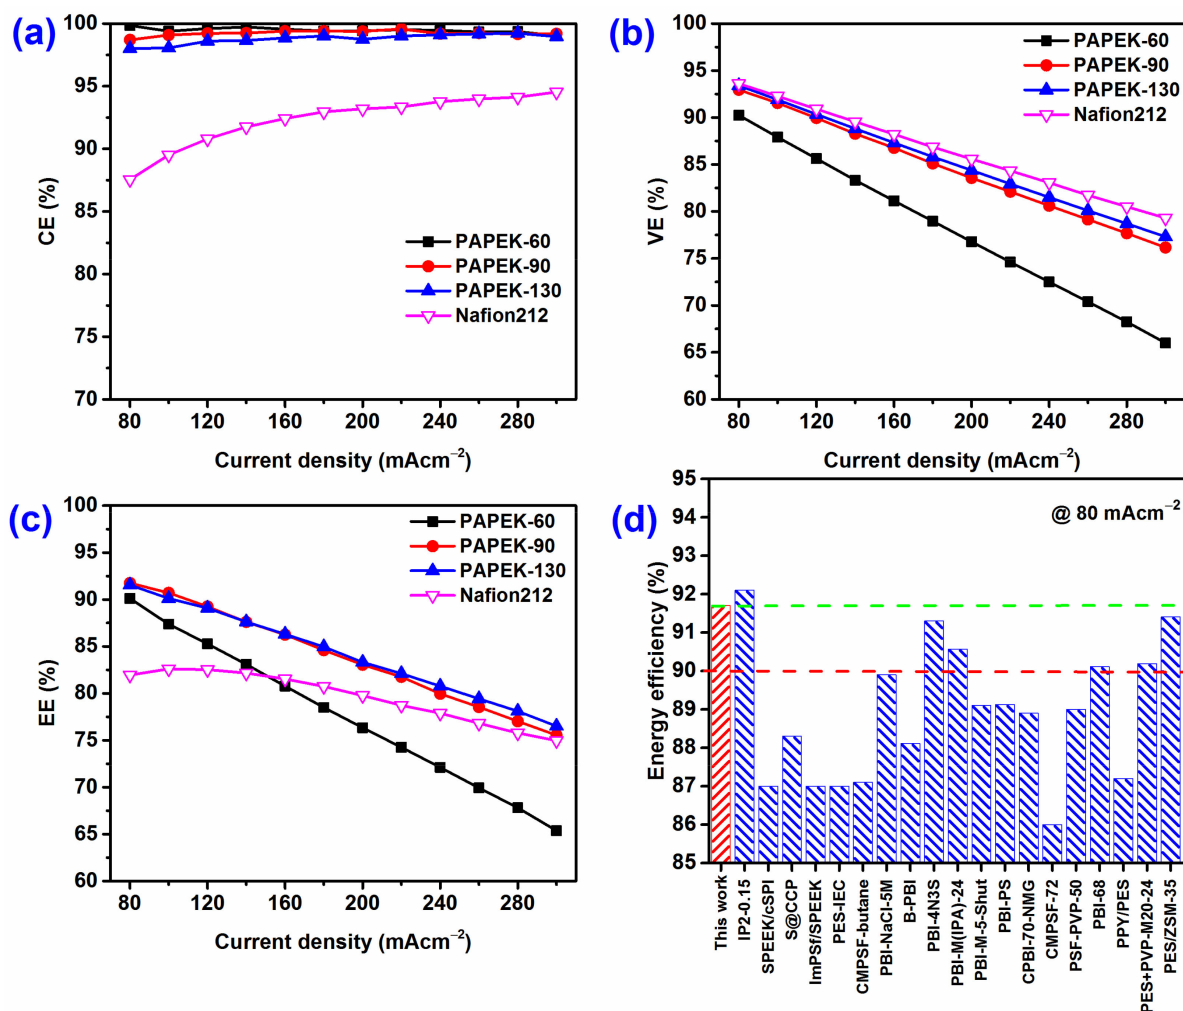 (a)
100
95
90
85
80
75
70
CE (%)
PAPEK-60
PAPEK-90
PAPEK-130
Nafion212
80 120 160 200 240 280
Current density (mAcm⁻²)
(b)
100
95
90
85
80
75
70
65
60
VE (%)
PAPEK-60
PAPEK-90
PAPEK-130
Nafion212
80 120 160 200 240 280
Current density (mAcm⁻²)
(c)
100
95
90
85
80
75
70
65
60
EE (%)
PAPEK-60
PAPEK-90
PAPEK-130
Nafion212
80 120 160 200 240 280
Current density (mAcm⁻²)
(d)
95
94
93
92
91
90
89
88
87
86
85
Energy efficiency (%)
@ 80 mAcm⁻²
This work
IP2-0.15
SPEEK/cSPI
S@CCP
ImPSf/SPEEK
PES-IEC
CMPSF-butane
PBI-NaCl-5M
B-PBI
PBI-4N3S
PBI-M(IPA)-24
PBI-M-5-Shut
PBI-PS
CPBI-70-NMG
CMPSF-72
PSF-PVP-50
PBI-68
PPY/PES
PES+PVP-M20-24
PES/ZSM-35